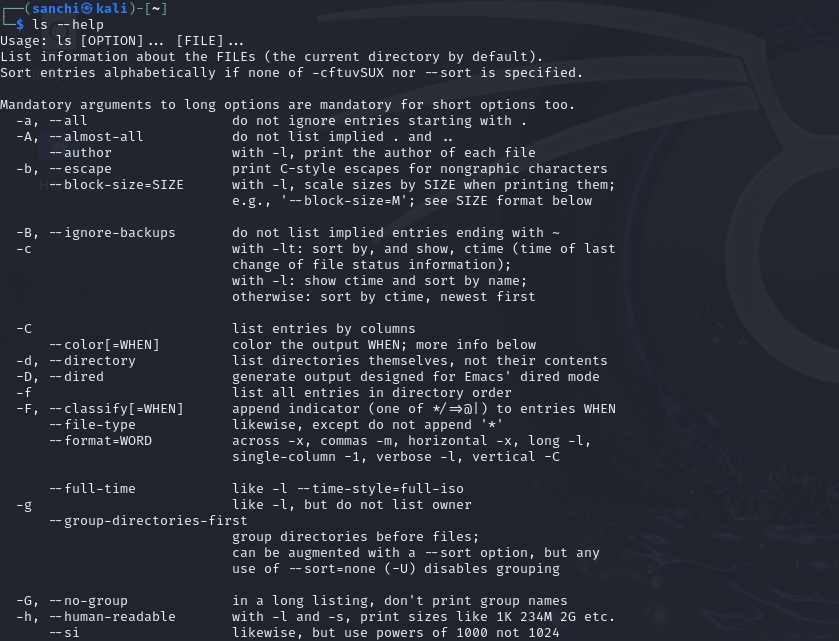 ┌──(sanchi㉿kali)-[~]
└─$ ls --help
Usage: ls [OPTION]... [FILE]...
List information about the FILEs (the current directory by default).
Sort entries alphabetically if none of -cftuvSUX nor --sort is specified.

Mandatory arguments to long options are mandatory for short options too.
  -a, --all                  do not ignore entries starting with .
  -A, --almost-all           do not list implied . and ..
      --author               with -l, print the author of each file
  -b, --escape               print C-style escapes for nongraphic characters
      --block-size=SIZE      with -l, scale sizes by SIZE when printing them;
                             e.g., '--block-size=M'; see SIZE format below

  -B, --ignore-backups       do not list implied entries ending with ~
  -c                         with -lt: sort by, and show, ctime (time of last
                             change of file status information);
                             with -l: show ctime and sort by name;
                             otherwise: sort by ctime, newest first

  -C                         list entries by columns
      --color[=WHEN]         color the output WHEN; more info below
  -d, --directory            list directories themselves, not their contents
  -D, --dired                generate output designed for Emacs' dired mode
  -f                         list all entries in directory order
  -F, --classify[=WHEN]      append indicator (one of */=>@|) to entries WHEN
      --file-type            likewise, except do not append '*'
      --format=WORD          across -x, commas -m, horizontal -x, long -l,
                             single-column -1, verbose -l, vertical -C

      --full-time            like -l --time-style=full-iso
  -g                         like -l, but do not list owner
      --group-directories-first
                             group directories before files;
                             can be augmented with a --sort option, but any
                             use of --sort=none (-U) disables grouping

  -G, --no-group             in a long listing, don't print group names
  -h, --human-readable       with -l and -s, print sizes like 1K 234M 2G etc.
      --si                   likewise, but use powers of 1000 not 1024